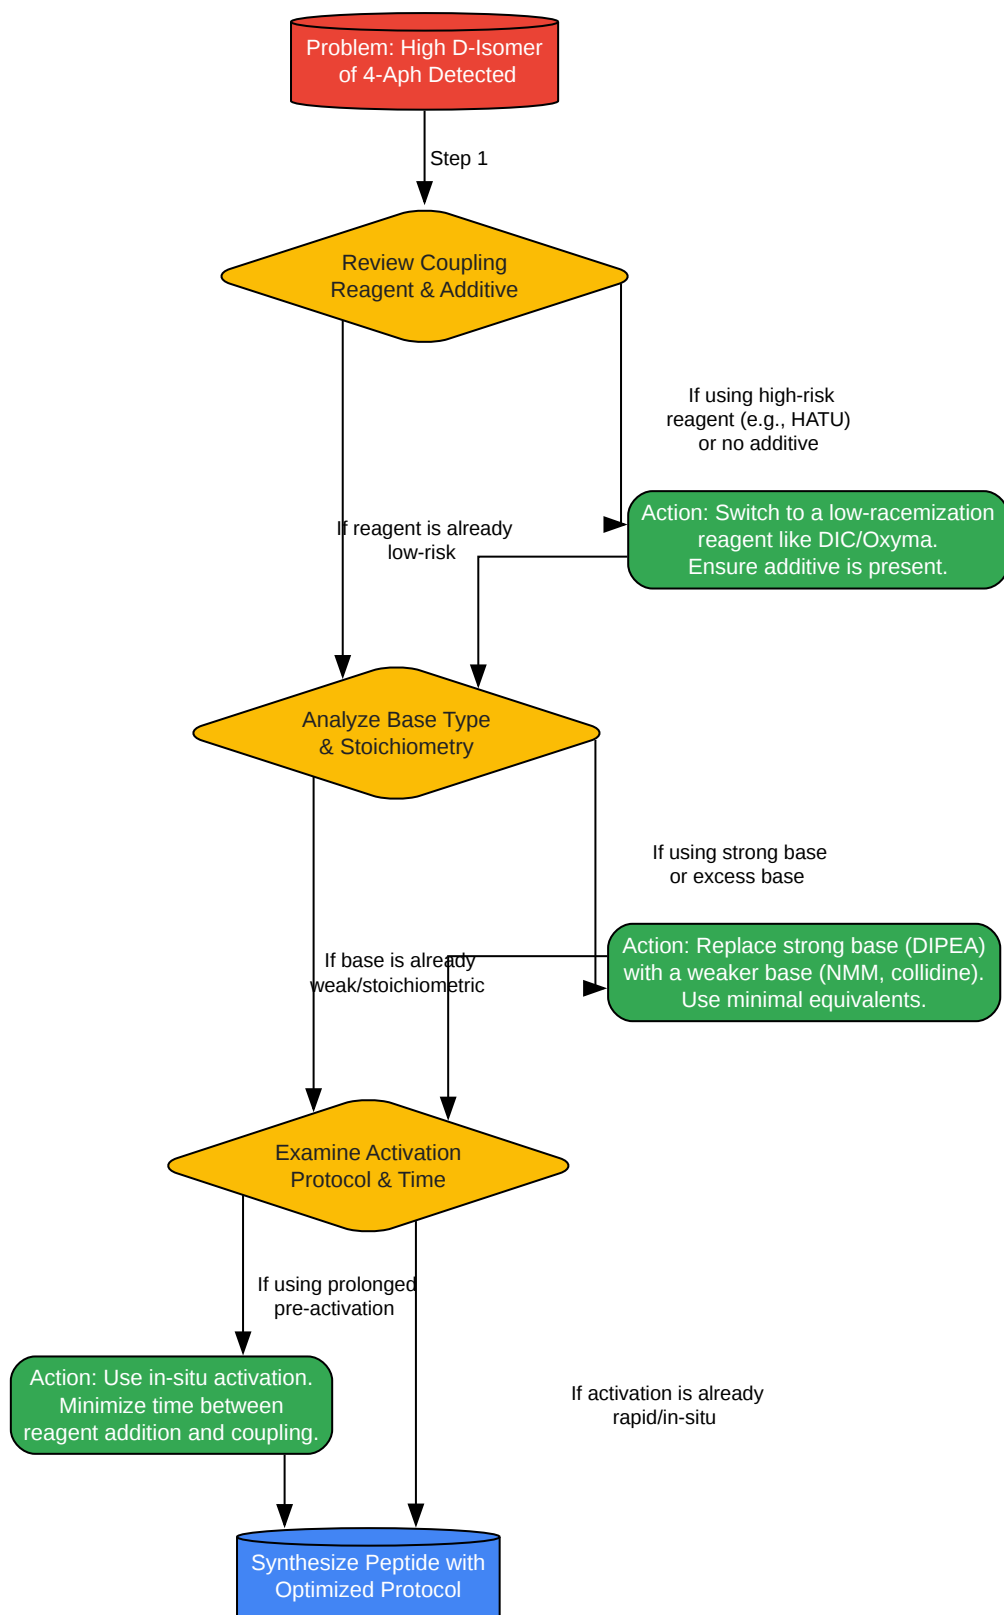 Problem: High D-Isomer
of 4-Aph Detected
Step 1
Review Coupling
Reagent & Additive
If using high-risk
reagent (e.g., HATU)
or no additive
Action: Switch to a low-racemization
reagent like DIC/Oxyma.
Ensure additive is present.
If reagent is already
low-risk
Analyze Base Type
& Stoichiometry
If using strong base
or excess base
Action: Replace strong base (DIPEA)
with a weaker base (NMM, collidine).
Use minimal equivalents.
If base is already
weak/stoichiometric
Examine Activation
Protocol & Time
If using prolonged
pre-activation
Action: Use in-situ activation.
Minimize time between
reagent addition and coupling.
If activation is already
rapid/in-situ
Synthesize Peptide with
Optimized Protocol